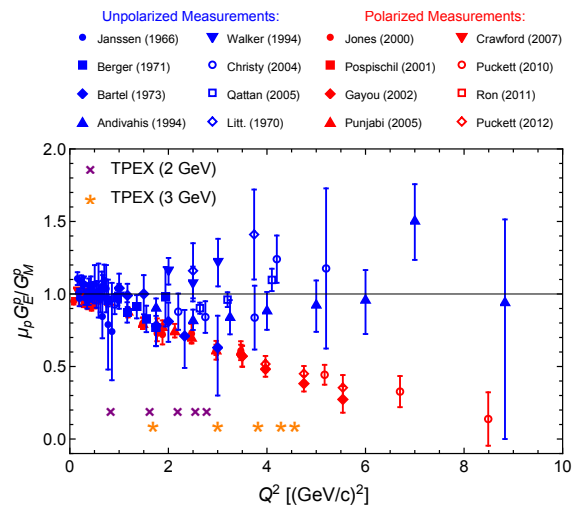 Unpolarized Measurements: Polarized Measurements:
Janssen (1966) Walker (1994) Jones (2000) Crawford (2007)
Berger (1971) Christy (2004) Pospischil (2001) Puckett (2010)
Bartel (1973) Qattan (2005) Gayou (2002) Ron (2011)
Andivahis (1994) Litt. (1970) Punjabi (2005) Puckett (2012)
2.0
TPEX (2 GeV)
TPEX (3 GeV)
1.5
1.0
0.5
0.0
μ_p G_E^p/G_M^p
0 2 4 6 8 10
Q² [(GeV/c)²]